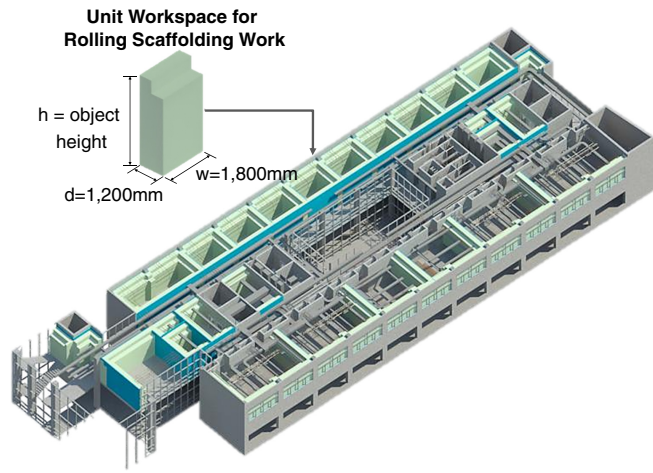 Unit Workspace for
Rolling Scaffolding Work
h = object
height
w=1,800mm
d=1,200mm